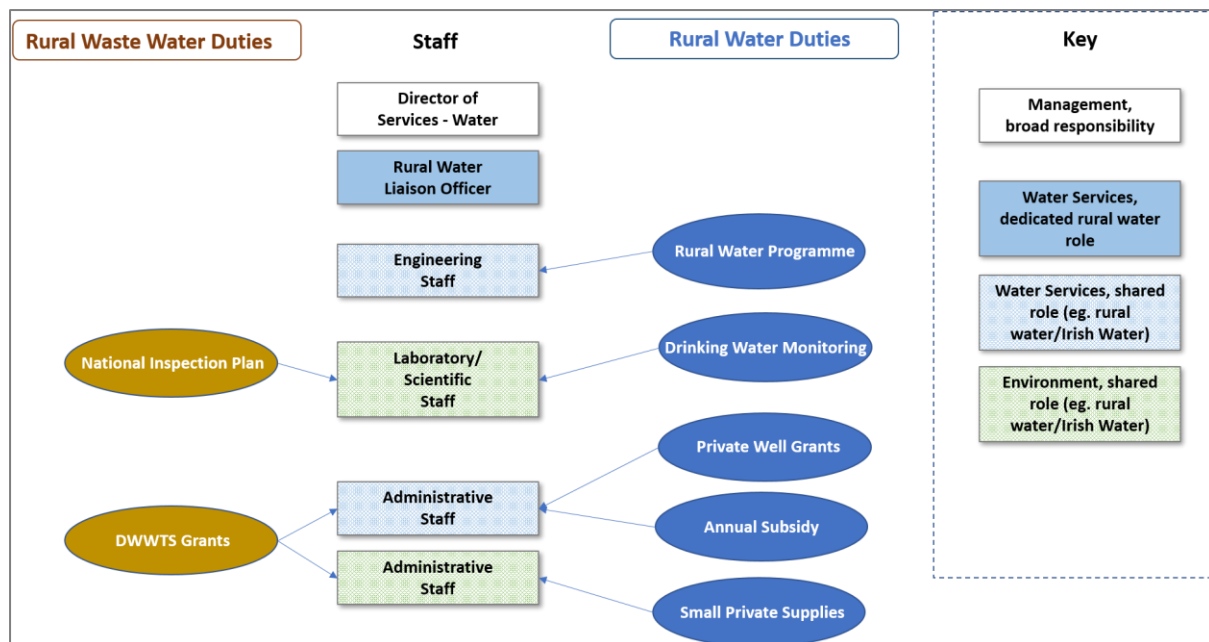 Rural Waste Water Duties
Staff
Rural Water Duties
Key
Director of
Services - Water
Management,
broad responsibility
Rural Water
Liaison Officer
Water Services,
dedicated rural water
role
Engineering
Staff
Rural Water Programme
Water Services, shared
role (eg. rural
water/Irish Water)
National Inspection Plan
Laboratory/
Scientific
Staff
Drinking Water Monitoring
Environment, shared
role (eg. rural
water/Irish Water)
Private Well Grants
Administrative
Staff
DWWTS Grants
Annual Subsidy
Administrative
Staff
Small Private Supplies